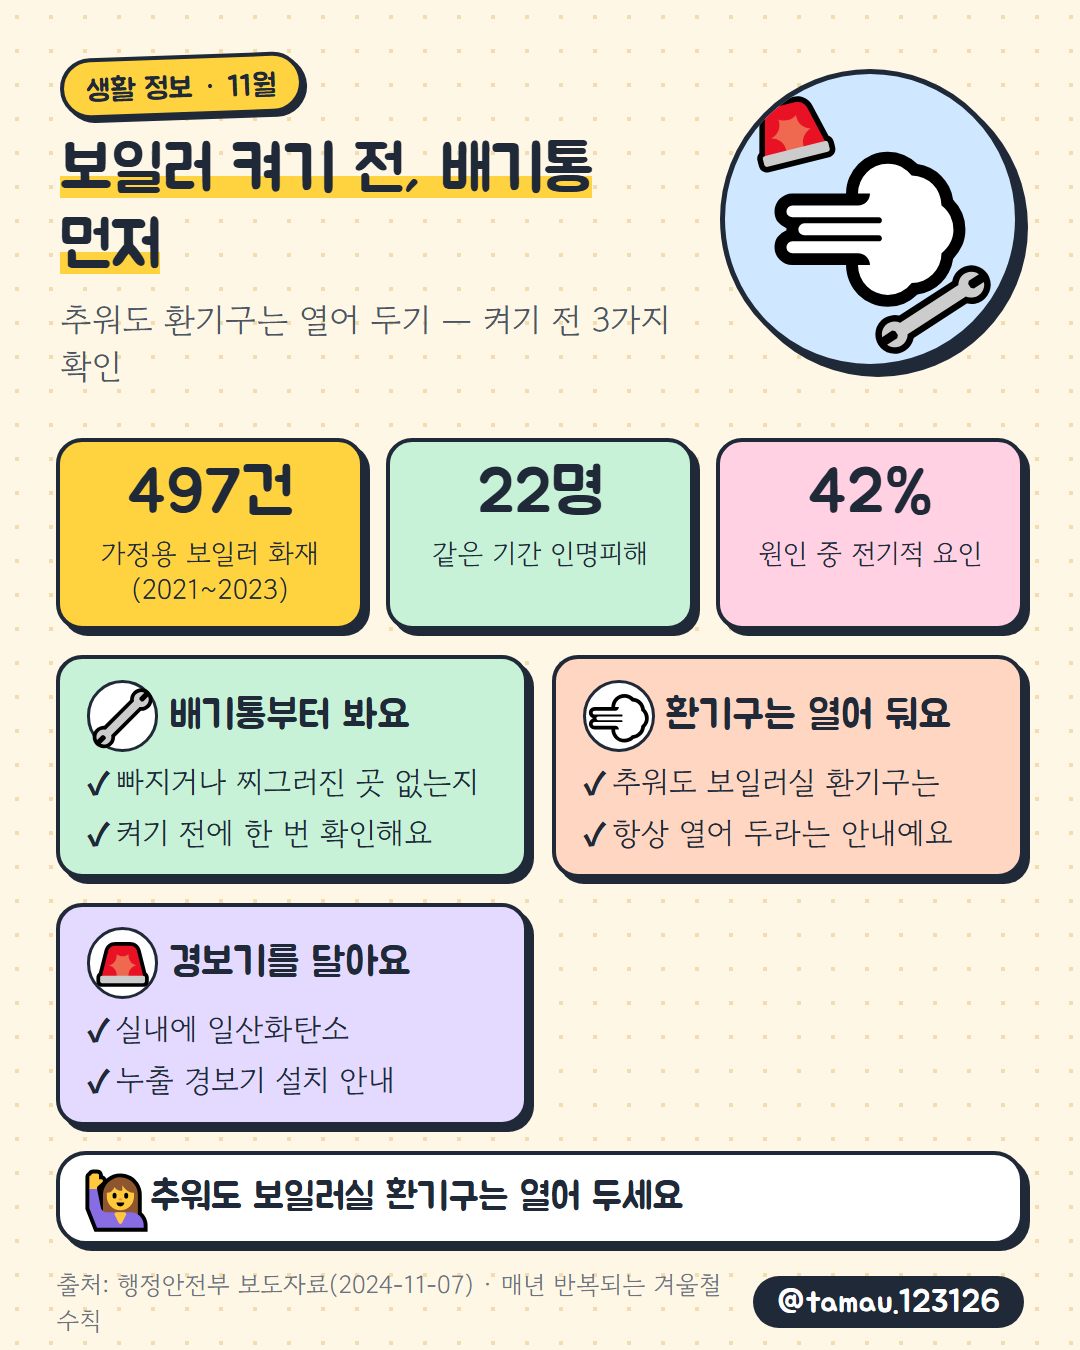 생활 정보 · 11월
보일러 켜기 전, 배기통
먼저
추워도 환기구는 열어 두기 — 켜기 전 3가지
확인
497건
가정용 보일러 화재
(2021~2023)
22명
같은 기간 인명피해
42%
원인 중 전기적 요인
배기통부터 봐요
✓ 빠지거나 찌그러진 곳 없는지
✓ 켜기 전에 한 번 확인해요
환기구는 열어 둬요
✓ 추워도 보일러실 환기구는
✓ 항상 열어 두라는 안내예요
경보기를 달아요
✓ 실내에 일산화탄소
✓ 누출 경보기 설치 안내
추워도 보일러실 환기구는 열어 두세요
출처: 행정안전부 보도자료(2024-11-07) · 매년 반복되는 겨울철
수칙
@tamau.123126